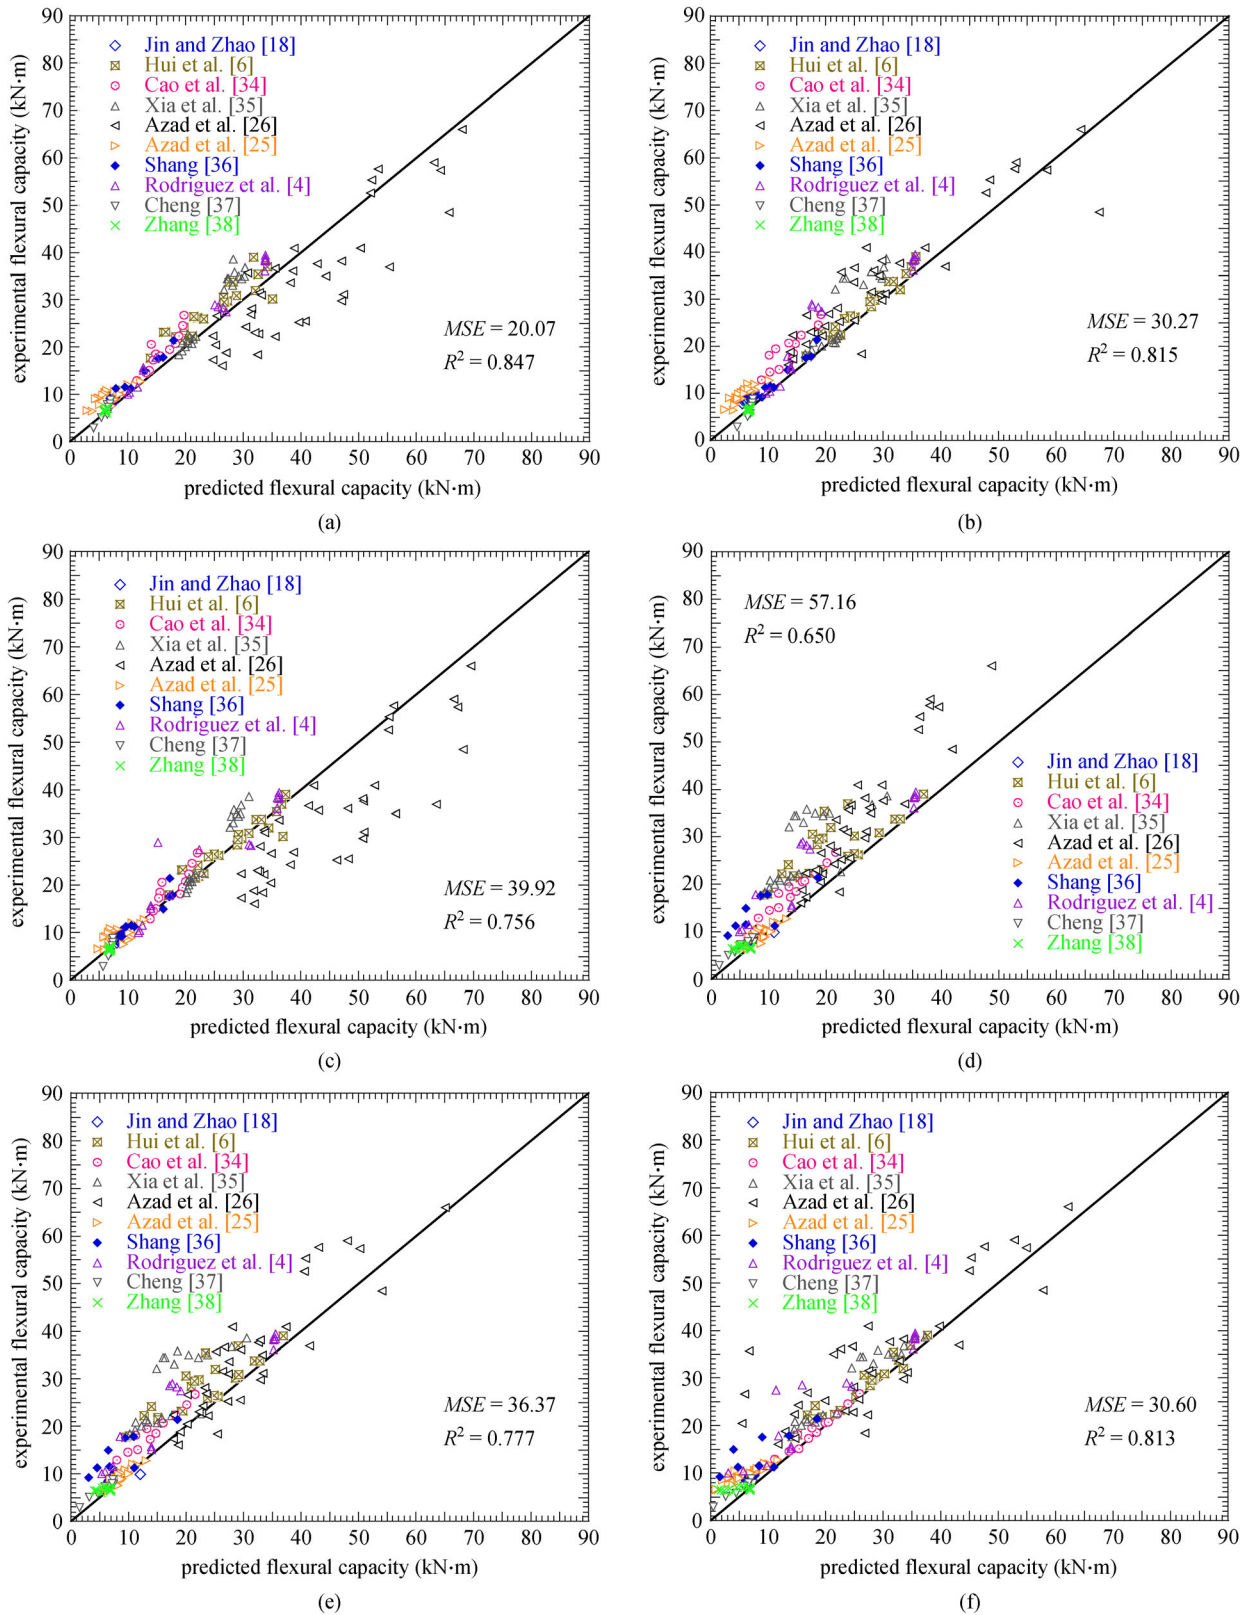 90
80
70
60
50
40
30
20
10
0
experimental flexural capacity (kN·m)
Jin and Zhao [18]
Hui et al. [6]
Cao et al. [34]
Xia et al. [35]
Azad et al. [26]
Azad et al. [25]
Shang [36]
Rodriguez et al. [4]
Cheng [37]
Zhang [38]
MSE = 20.07
R² = 0.847
0 10 20 30 40 50 60 70 80 90
predicted flexural capacity (kN·m)
(a)
90
80
70
60
50
40
30
20
10
0
experimental flexural capacity (kN·m)
Jin and Zhao [18]
Hui et al. [6]
Cao et al. [34]
Xia et al. [35]
Azad et al. [26]
Azad et al. [25]
Shang [36]
Rodriguez et al. [4]
Cheng [37]
Zhang [38]
MSE = 30.27
R² = 0.815
0 10 20 30 40 50 60 70 80 90
predicted flexural capacity (kN·m)
(b)
90
80
70
60
50
40
30
20
10
0
experimental flexural capacity (kN·m)
Jin and Zhao [18]
Hui et al. [6]
Cao et al. [34]
Xia et al. [35]
Azad et al. [26]
Azad et al. [25]
Shang [36]
Rodriguez et al. [4]
Cheng [37]
Zhang [38]
MSE = 39.92
R² = 0.756
0 10 20 30 40 50 60 70 80 90
predicted flexural capacity (kN·m)
(c)
90
80
70
60
50
40
30
20
10
0
experimental flexural capacity (kN·m)
MSE = 57.16
R² = 0.650
Jin and Zhao [18]
Hui et al. [6]
Cao et al. [34]
Xia et al. [35]
Azad et al. [26]
Azad et al. [25]
Shang [36]
Rodriguez et al. [4]
Cheng [37]
Zhang [38]
0 10 20 30 40 50 60 70 80 90
predicted flexural capacity (kN·m)
(d)
90
80
70
60
50
40
30
20
10
0
experimental flexural capacity (kN·m)
Jin and Zhao [18]
Hui et al. [6]
Cao et al. [34]
Xia et al. [35]
Azad et al. [26]
Azad et al. [25]
Shang [36]
Rodriguez et al. [4]
Cheng [37]
Zhang [38]
MSE = 36.37
R² = 0.777
0 10 20 30 40 50 60 70 80 90
predicted flexural capacity (kN·m)
(e)
90
80
70
60
50
40
30
20
10
0
experimental flexural capacity (kN·m)
Jin and Zhao [18]
Hui et al. [6]
Cao et al. [34]
Xia et al. [35]
Azad et al. [26]
Azad et al. [25]
Shang [36]
Rodriguez et al. [4]
Cheng [37]
Zhang [38]
MSE = 30.60
R² = 0.813
0 10 20 30 40 50 60 70 80 90
predicted flexural capacity (kN·m)
(f)